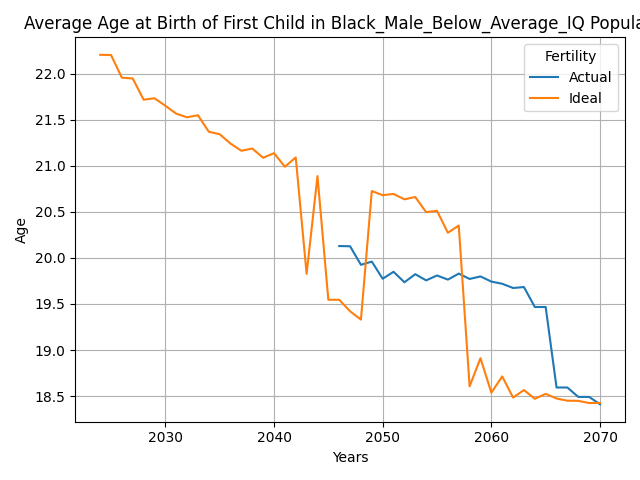 Average Age at Birth of First Child in Black_Male_Below_Average_IQ Popula
Fertility
Actual
Ideal
22.0
21.5
21.0
20.5
20.0
19.5
19.0
18.5
Age
2030 2040 2050 2060 2070
Years